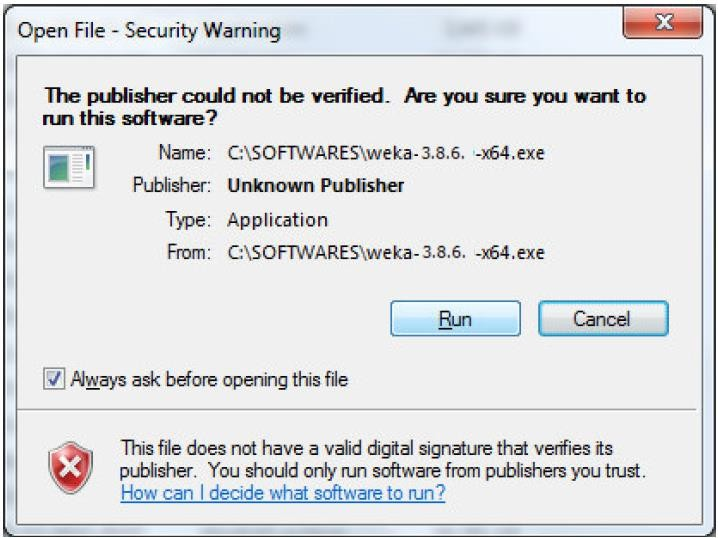 Open File - Security Warning
The publisher could not be verified. Are you sure you want to
run this software?
Name: C:\SOFTWARES\weka-3.8.6. -x64.exe
Publisher: Unknown Publisher
Type: Application
From: C:\SOFTWARES\weka-3.8.6. -x64.exe
Run Cancel
Always ask before opening this file
This file does not have a valid digital signature that verifies its
publisher. You should only run software from publishers you trust.
How can I decide what software to run?